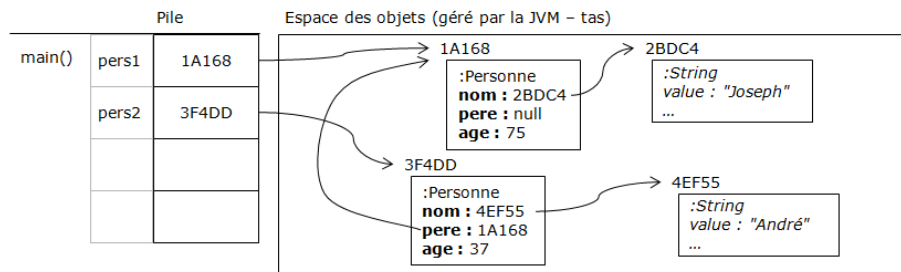 Pile
Espace des objets (géré par la JVM – tas)
main()
pers1
1A168
pers2
3F4DD
1A168
:Personne
nom : 2BDC4
pere : null
age : 75
2BDC4
:String
value : "Joseph"
...
3F4DD
:Personne
nom : 4EF55
pere : 1A168
age : 37
4EF55
:String
value : "André"
...